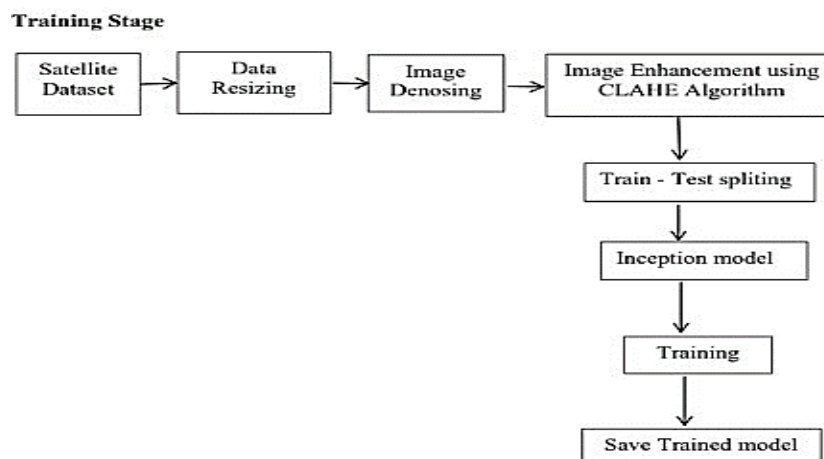 Training Stage
Satellite
Dataset
Data
Resizing
Image
Denosing
Image Enhancement using
CLAHE Algorithm
Train - Test spliting
Inception model
Training
Save Trained model